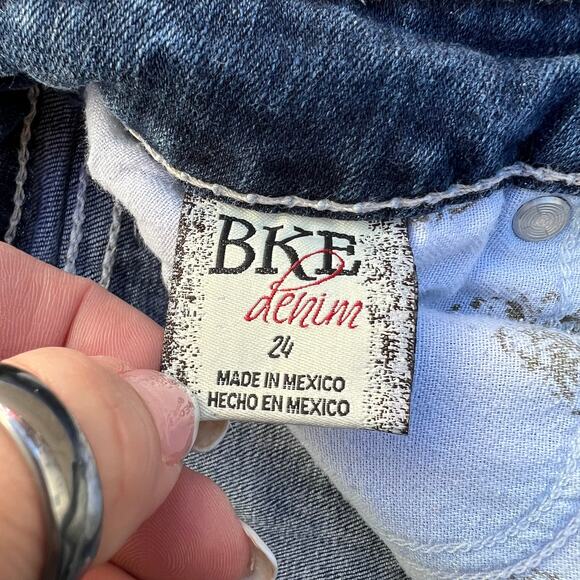 BKE
denim
24
MADE IN MEXICO
HECHO EN MEXICO